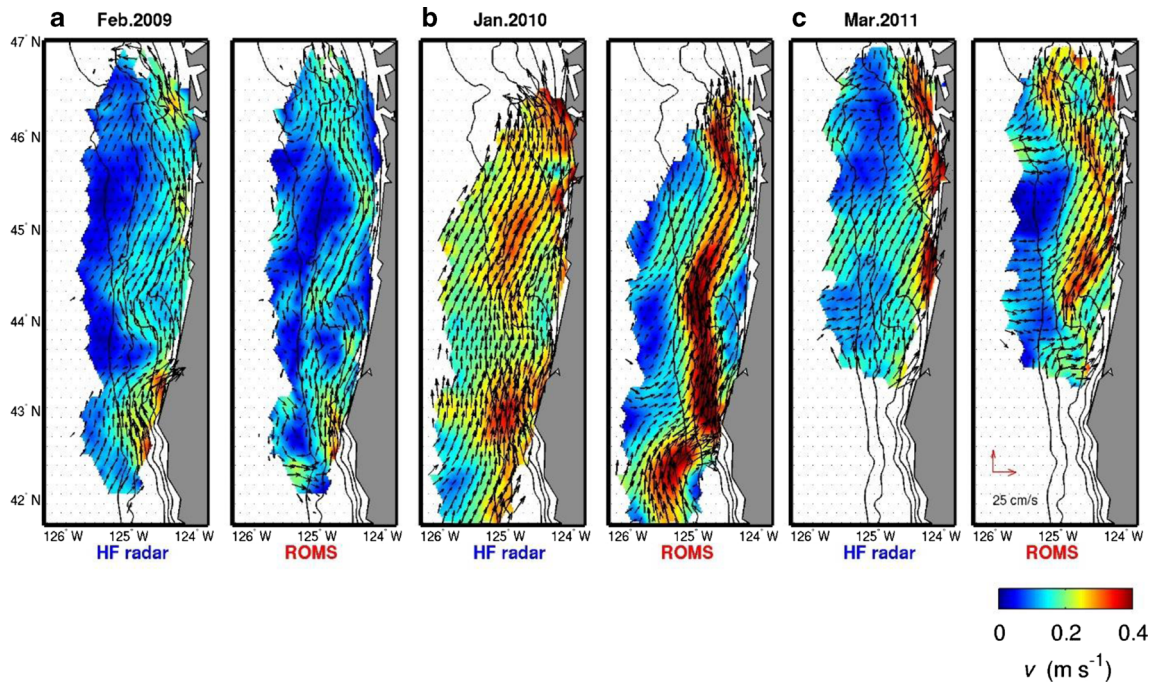 a Feb.2009 b Jan.2010 c Mar.2011
47° N
46° N
45° N
44° N
43° N
42° N
126° W 125° W 124° W 126° W 125° W 124° W 126° W 125° W 124° W 126° W 125° W 124° W 126° W 125° W 124° W 126° W 125° W 124° W
25 cm/s
HF radar ROMS HF radar ROMS HF radar ROMS
0 0.2 0.4
v (m s⁻¹)